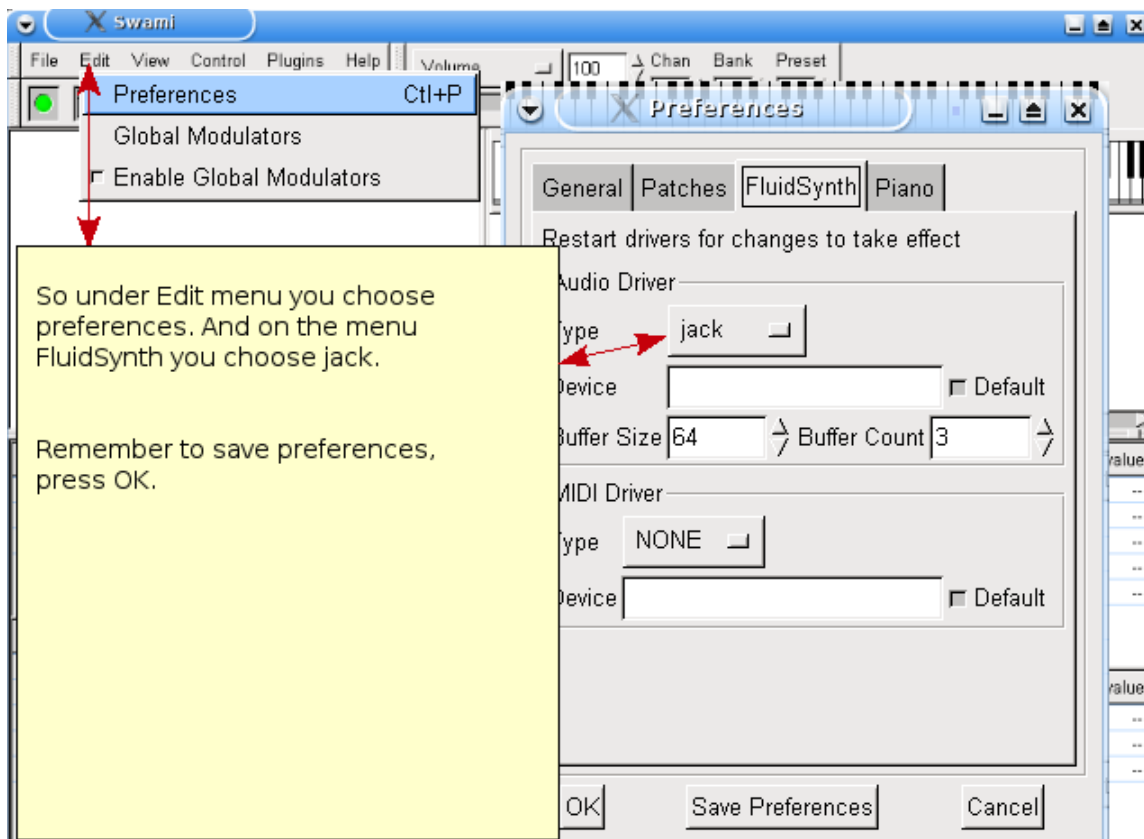 Swami
File Edit View Control Plugins Help
Volume 100 Chan Bank Preset
Preferences Ctl+P
Global Modulators
Enable Global Modulators
So under Edit menu you choose
preferences. And on the menu
FluidSynth you choose jack.
Remember to save preferences,
press OK.
Preferences
General Patches FluidSynth Piano
Restart drivers for changes to take effect
Audio Driver
Type jack
Device Default
Buffer Size 64 Buffer Count 3
MIDI Driver
Type NONE
Device Default
OK Save Preferences Cancel
value
--
--
--
--
--
value
--
--
--